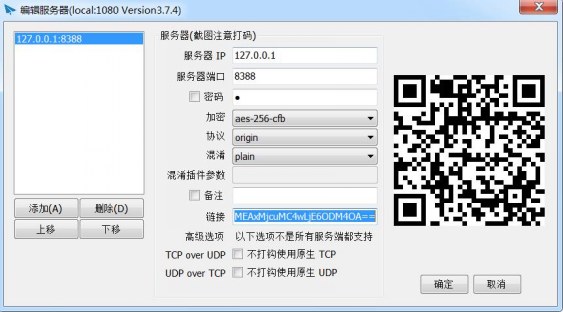 编辑服务器(local:1080 Version3.7.4)
127.0.0.1:8388
添加(A)
删除(D)
上移
下移
服务器(截图注意打码)
服务器 IP 127.0.0.1
服务器端口 8388
密码 •
加密 aes-256-cfb
协议 origin
混淆 plain
混淆插件参数
备注
链接 MEAxMjcuMC4wLjE6ODM4OA==
高级选项 以下选项不是所有服务端都支持
TCP over UDP 不打钩使用原生 TCP
UDP over TCP 不打钩使用原生 UDP
确定
取消